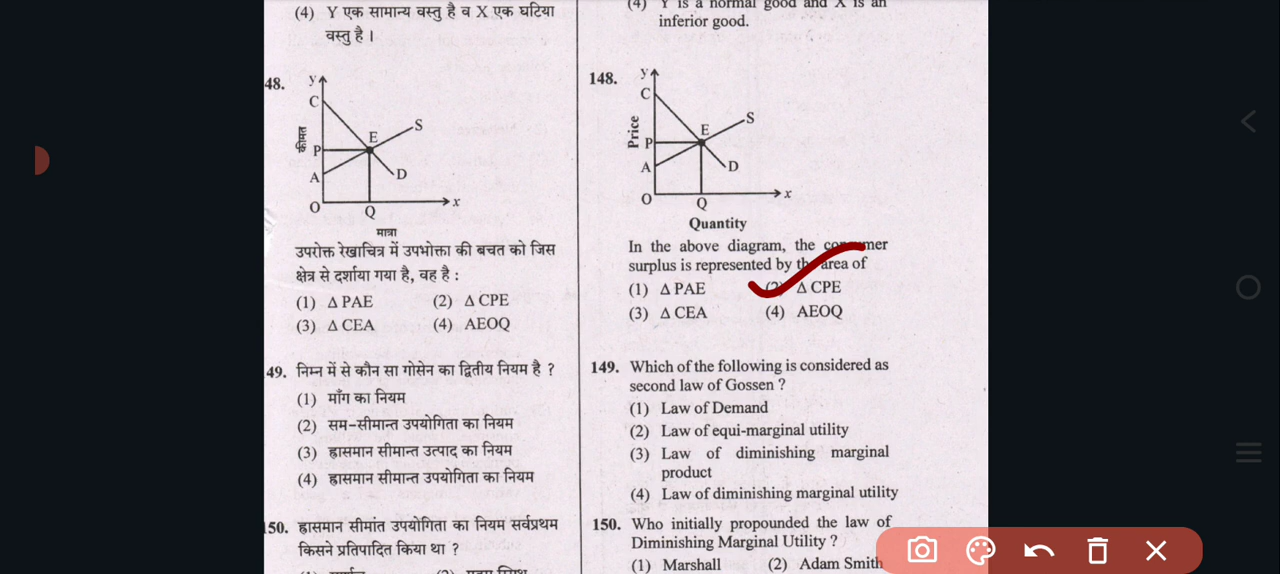 (4) Y एक सामान्य वस्तु है व X एक घटिया
वस्तु है ।
48.
y
C
कीमत
P
A
O
E
S
D
Q
x
मात्रा
उपरोक्त रेखाचित्र में उपभोक्ता की बचत को जिस
क्षेत्र से दर्शाया गया है, वह है :
(1) Δ PAE (2) Δ CPE
(3) Δ CEA (4) AEOQ
49. निम्न में से कौन सा गोसेन का द्वितीय नियम है ?
(1) माँग का नियम
(2) सम-सीमान्त उपयोगिता का नियम
(3) ह्रासमान सीमान्त उत्पाद का नियम
(4) ह्रासमान सीमान्त उपयोगिता का नियम
150. ह्रासमान सीमांत उपयोगिता का नियम सर्वप्रथम
किसने प्रतिपादित किया था ?
(4) Y is a normal good and X is an
inferior good.
148.
y
C
Price
P
A
O
E
S
D
Q
x
Quantity
In the above diagram, the consumer
surplus is represented by the area of
(1) Δ PAE (2) Δ CPE
(3) Δ CEA (4) AEOQ
149. Which of the following is considered as
second law of Gossen ?
(1) Law of Demand
(2) Law of equi-marginal utility
(3) Law of diminishing marginal
product
(4) Law of diminishing marginal utility
150. Who initially propounded the law of
Diminishing Marginal Utility ?
(1) Marshall (2) Adam Smith